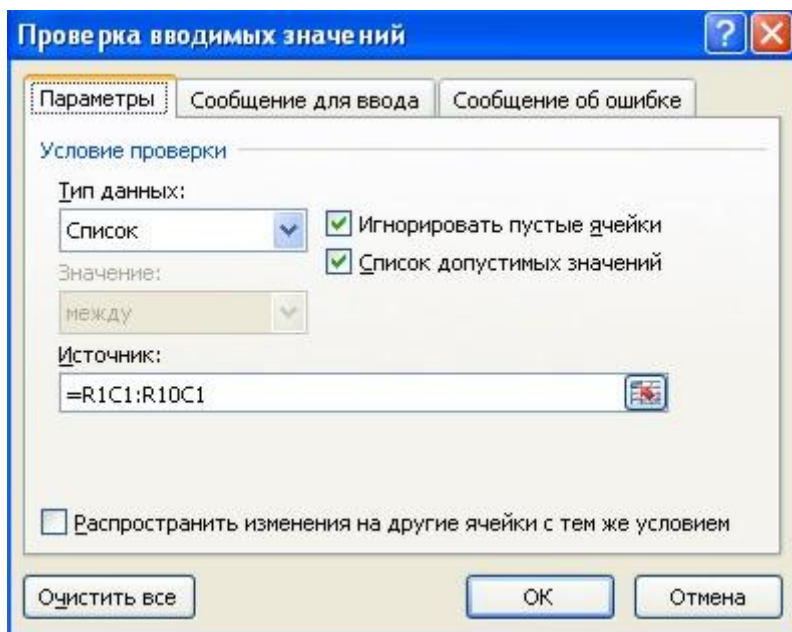 Проверка вводимых значений
Параметры
Сообщение для ввода
Сообщение об ошибке
Условие проверки
Тип данных:
Список
Игнорировать пустые ячейки
Список допустимых значений
Значение:
между
Источник:
=R1C1:R10C1
Распространить изменения на другие ячейки с тем же условием
Очистить все
ОК
Отмена